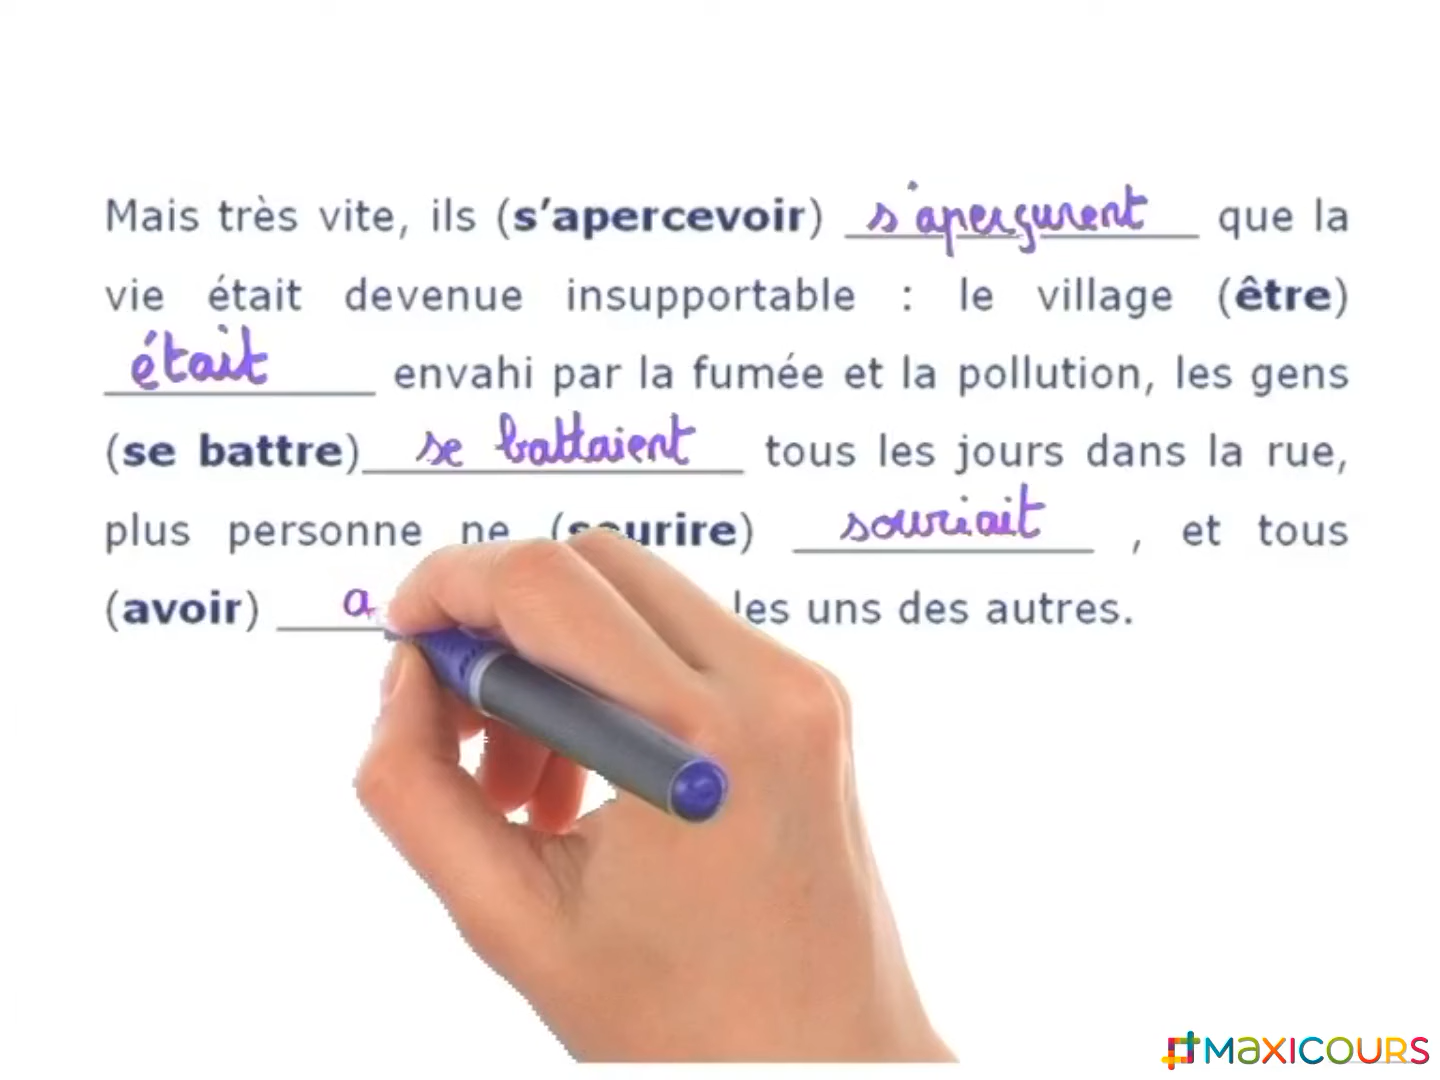 Mais très vite, ils (s'apercevoir) s'aperçurent que la
vie était devenue insupportable : le village (être)
était envahi par la fumée et la pollution, les gens
(se battre) se battaient tous les jours dans la rue,
plus personne ne (sourire) souriait , et tous
(avoir) a les uns des autres.
MAXICOURS